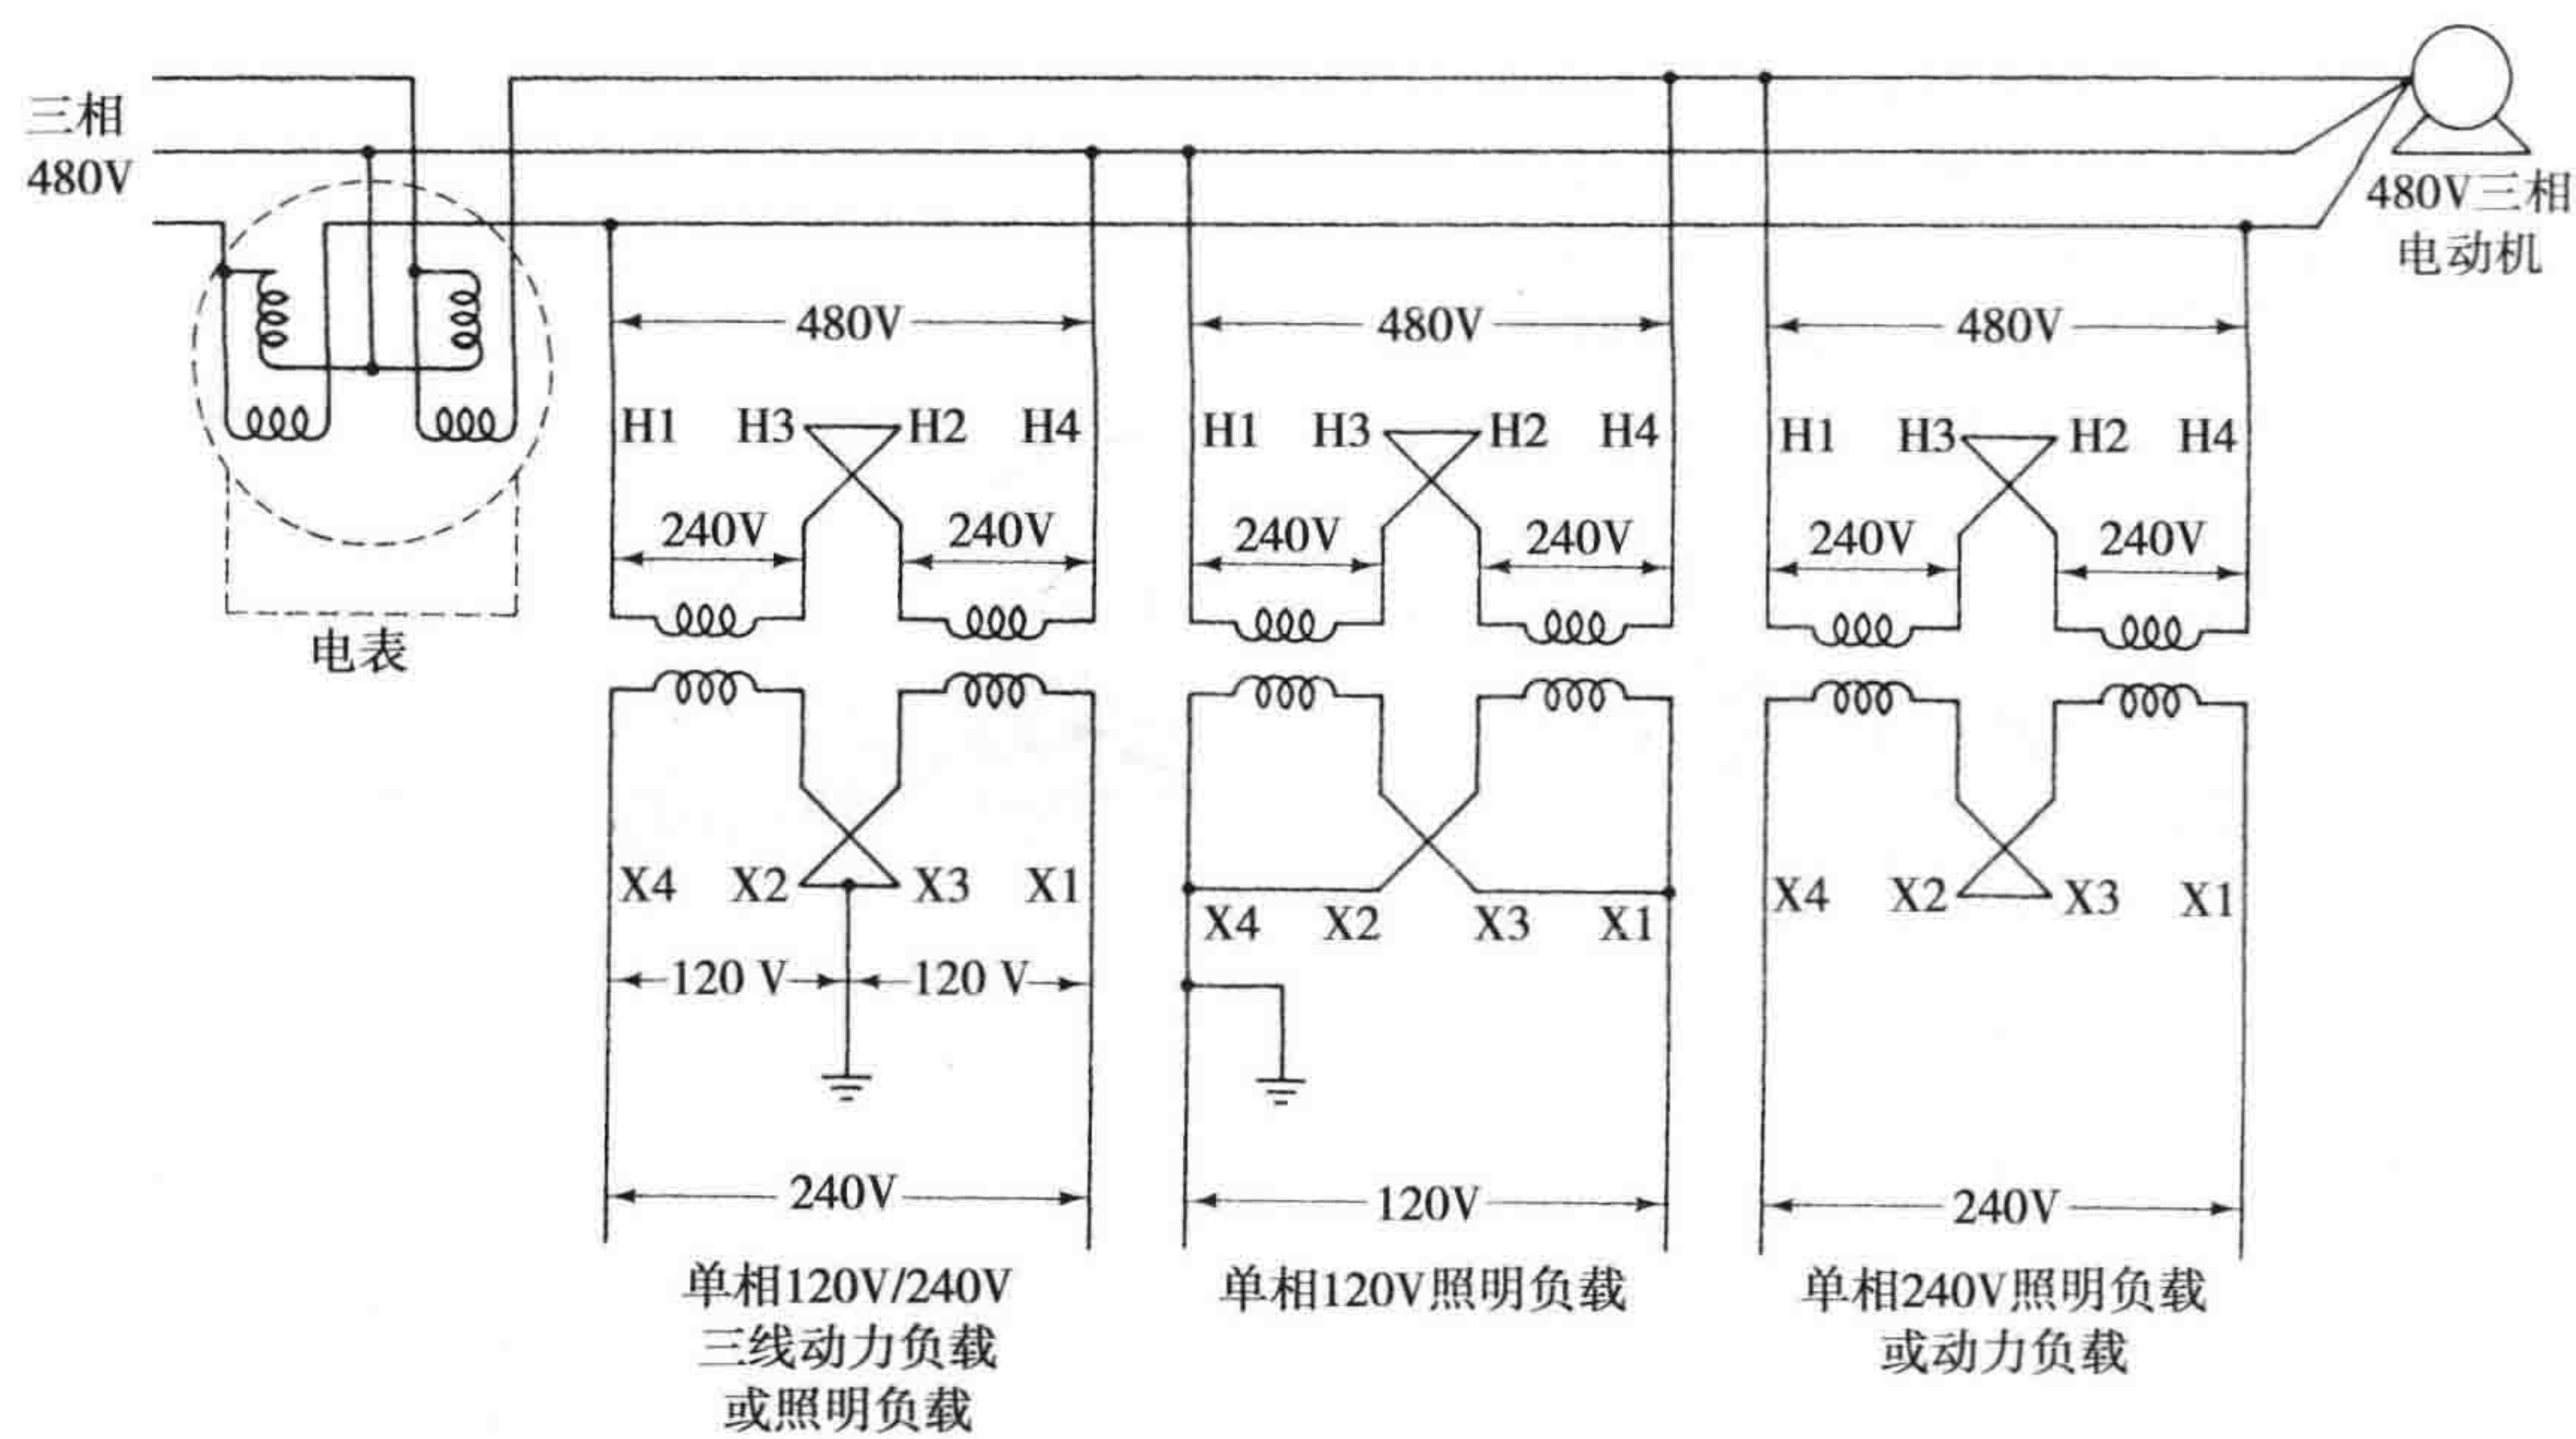 三相
480V
480V三相
电动机
480V
480V
480V
H1 H3 H2 H4
H1 H3 H2 H4
H1 H3 H2 H4
240V 240V
240V 240V
240V 240V
电表
X4 X2 X3 X1
X4 X2 X3 X1
X4 X2 X3 X1
120 V 120 V
240V
120V
240V
单相120V/240V
三线动力负载
或照明负载
单相120V照明负载
单相240V照明负载
或动力负载